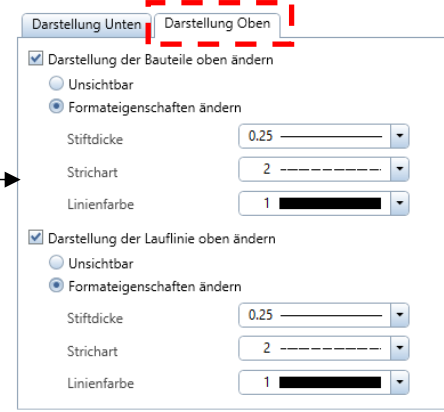 Darstellung Unten Darstellung Oben
Darstellung der Bauteile oben ändern
Unsichtbar
Formateigenschaften ändern
Stiftdicke 0.25
Strichart 2
Linienfarbe 1
Darstellung der Lauflinie oben ändern
Unsichtbar
Formateigenschaften ändern
Stiftdicke 0.25
Strichart 2
Linienfarbe 1